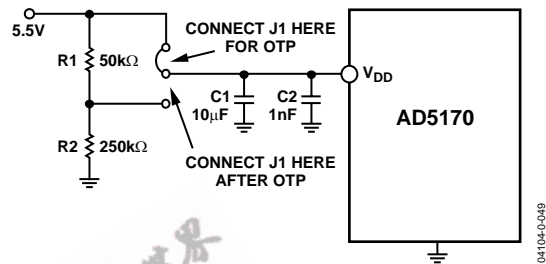 5.5V
CONNECT J1 HERE
FOR OTP
R1
50kΩ
VDD
C1
10μF
C2
1nF
AD5170
R2
250kΩ
CONNECT J1 HERE
AFTER OTP
04104-0-049